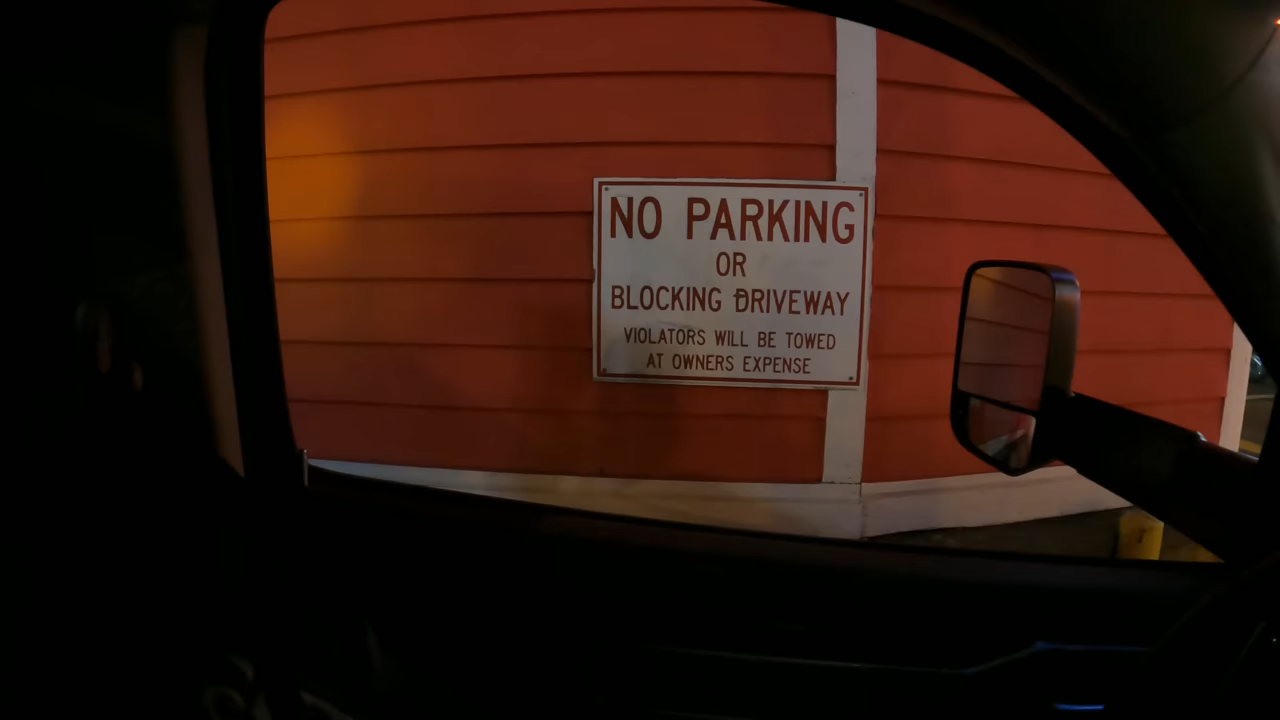 NO PARKING
OR
BLOCKING DRIVEWAY
VIOLATORS WILL BE TOWED
AT OWNERS EXPENSE